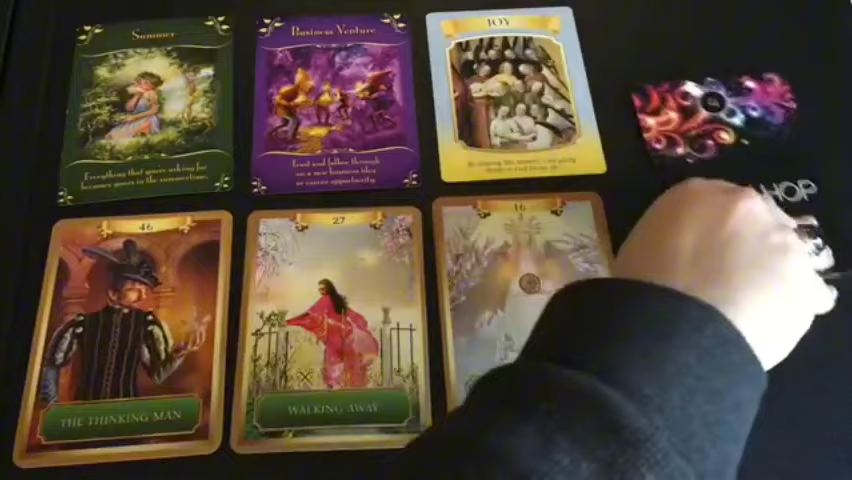 Summer
Everything that you're asking for
becomes yours in the summertime.
Business Venture
Trust and follow through
on a new business idea
or career opportunity.
JOY
HOP
46
THE THINKING MAN
27
WALKING AWAY
16